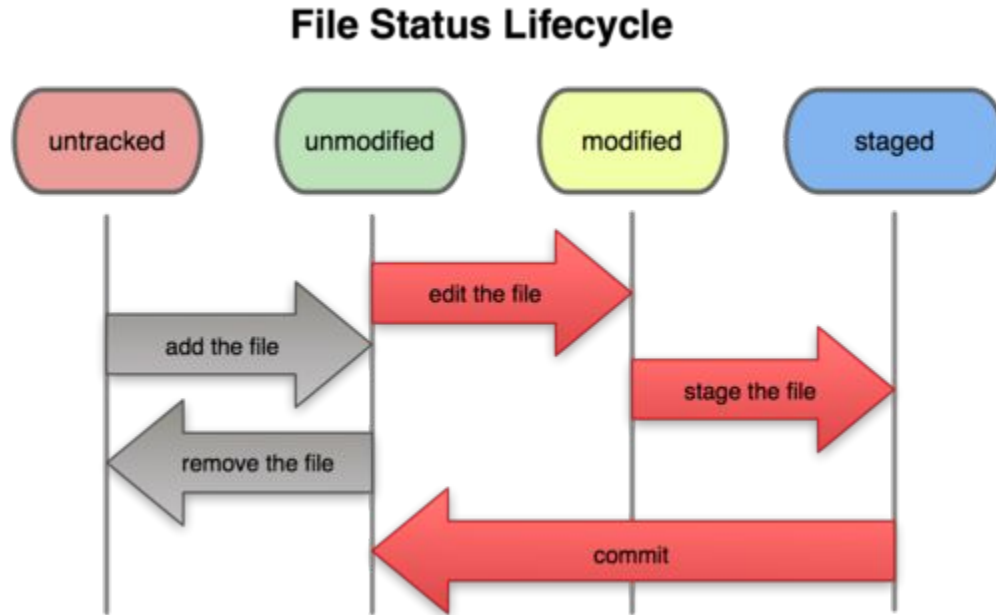 File Status Lifecycle
untracked
unmodified
modified
staged
edit the file
add the file
stage the file
remove the file
commit